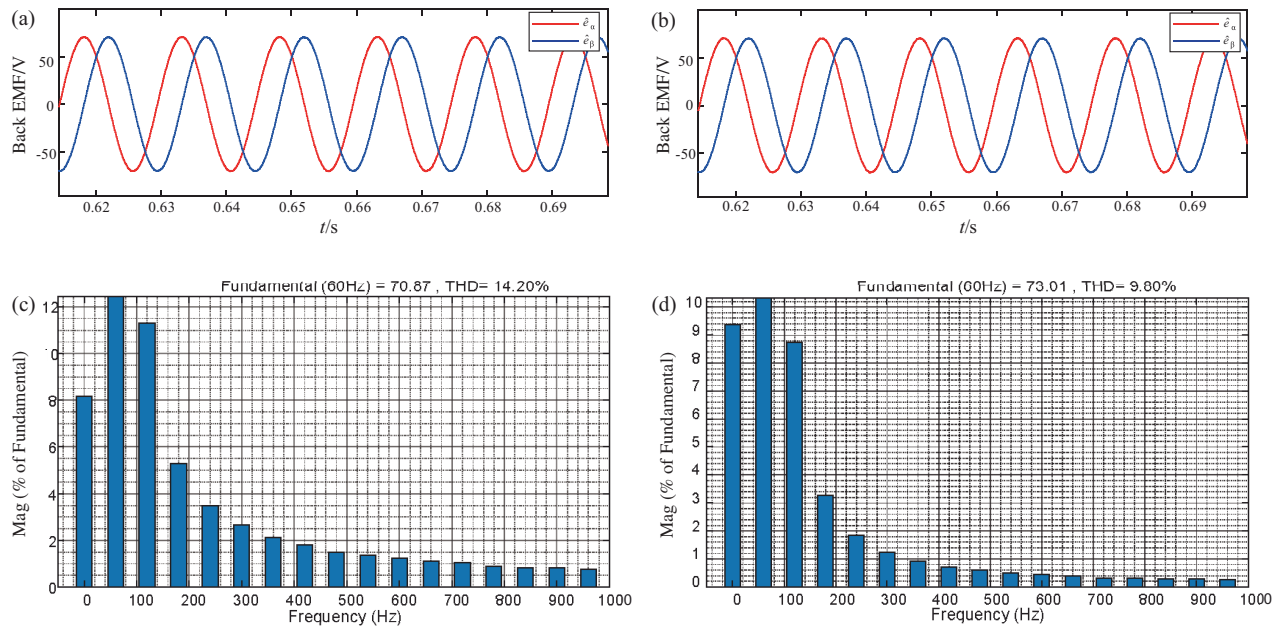 (a)
ê α
ê β
Back EMF/V
50
0
-50
0.62 0.63 0.64 0.65 0.66 0.67 0.68 0.69
t/s
(b)
ê α
ê β
Back EMF/V
50
0
-50
0.62 0.63 0.64 0.65 0.66 0.67 0.68 0.69
t/s
(c)
Fundamental (60Hz) = 70.87 , THD= 14.20%
Mag (% of Fundamental)
12
0
8
6
4
2
0
0 100 200 300 400 500 600 700 800 900 1000
Frequency (Hz)
(d)
Fundamental (60Hz) = 73.01 , THD= 9.80%
Mag (% of Fundamental)
10
9
8
7
6
5
4
3
2
1
0
0 100 200 300 400 500 600 700 800 900 1000
Frequency (Hz)